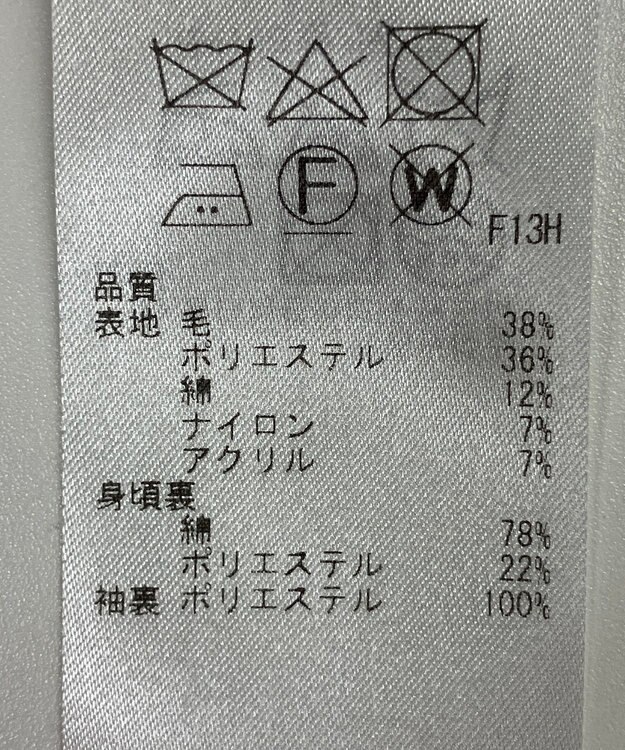 F W F13H
品質
表地 毛 38%
ポリエステル 36%
綿 12%
ナイロン 7%
アクリル 7%
身頃裏
綿 78%
ポリエステル 22%
袖裏 ポリエステル 100%